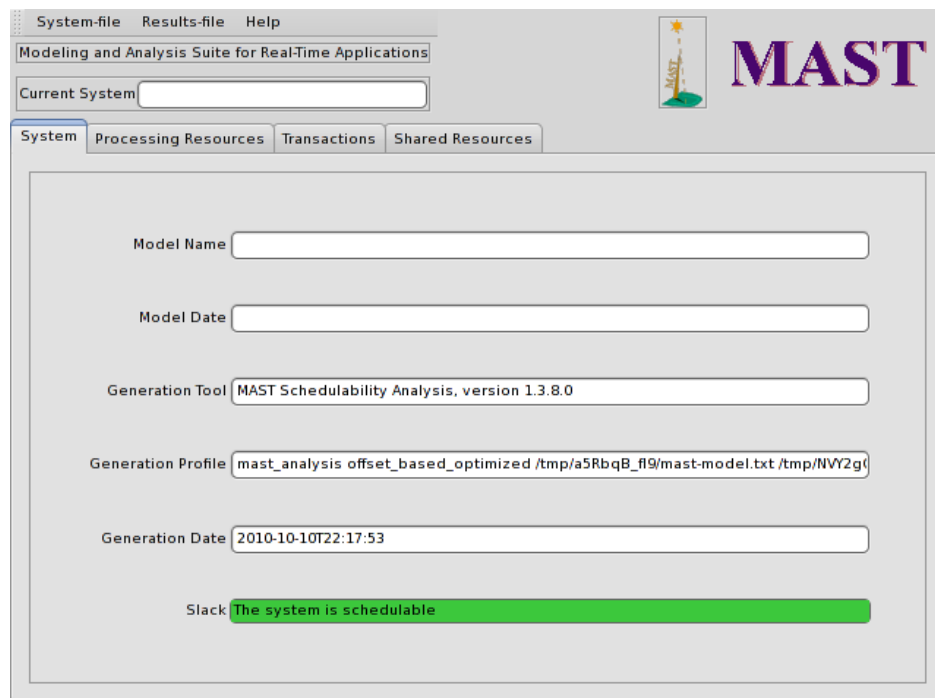 System-file Results-file Help
Modeling and Analysis Suite for Real-Time Applications
MAST
MAST
Current System
System Processing Resources Transactions Shared Resources
Model Name
Model Date
Generation Tool MAST Schedulability Analysis, version 1.3.8.0
Generation Profile mast_analysis offset_based_optimized /tmp/a5RbqB_fl9/mast-model.txt /tmp/NVY2g
Generation Date 2010-10-10T22:17:53
Slack The system is schedulable